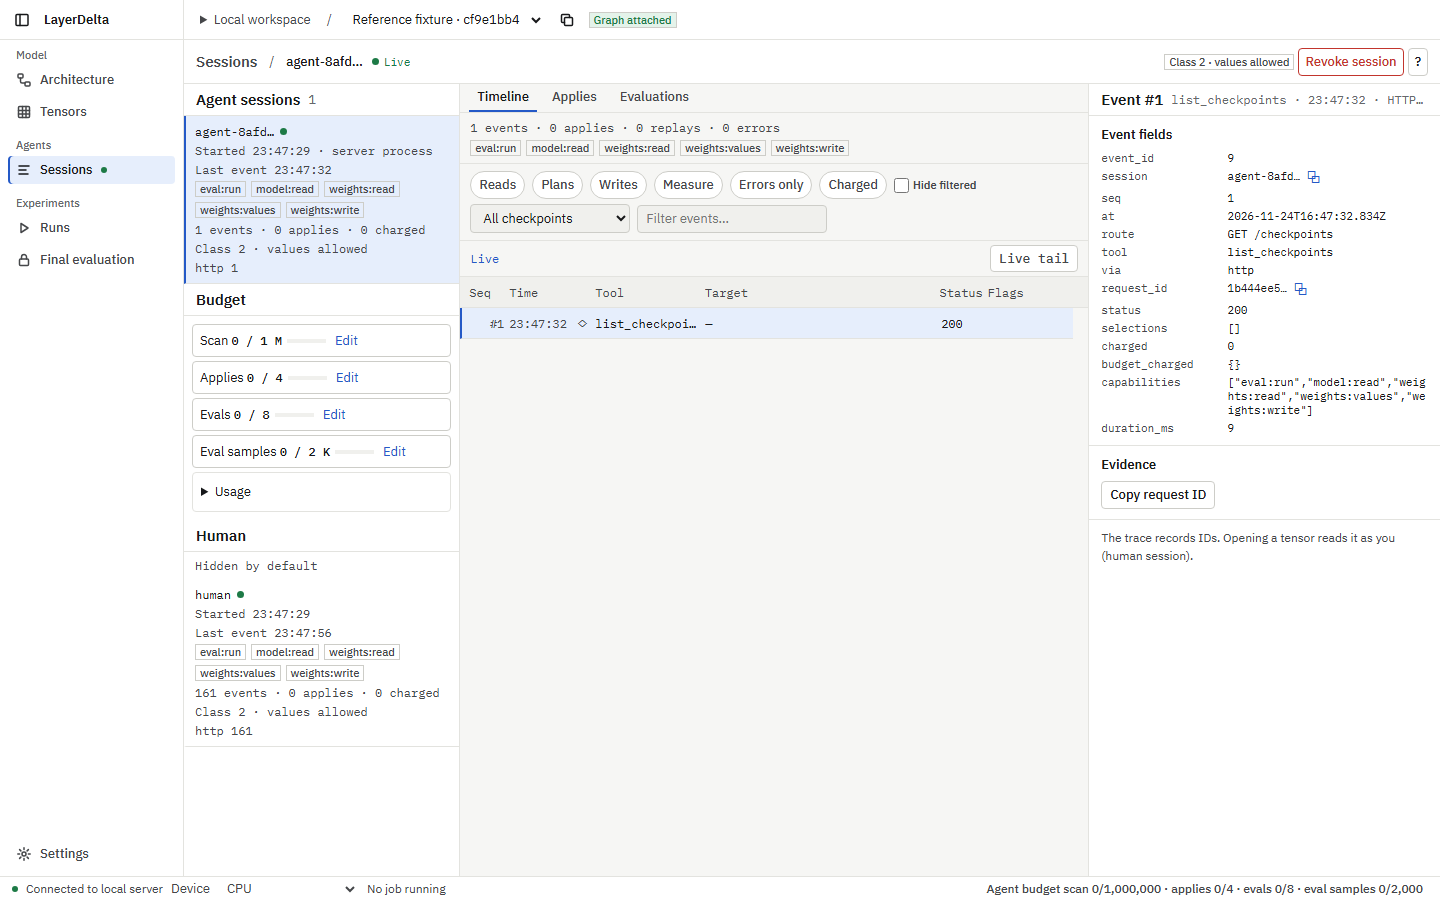 LayerDelta
Local workspace / Reference fixture · cf9e1bb4 Graph attached
Model
Architecture
Tensors
Agents
Sessions
Experiments
Runs
Final evaluation
Settings
Sessions / agent-8afd… Live
Class 2 · values allowed Revoke session ?
Agent sessions 1
agent-8afd…
Started 23:47:29 · server process
Last event 23:47:32
eval:run model:read weights:read
weights:values weights:write
1 events · 0 applies · 0 charged
Class 2 · values allowed
http 1
Budget
Scan 0 / 1 M Edit
Applies 0 / 4 Edit
Evals 0 / 8 Edit
Eval samples 0 / 2 K Edit
Usage
Human
Hidden by default
human
Started 23:47:29
Last event 23:47:56
eval:run model:read weights:read
weights:values weights:write
161 events · 0 applies · 0 charged
Class 2 · values allowed
http 161
Timeline Applies Evaluations
1 events · 0 applies · 0 replays · 0 errors
eval:run model:read weights:read weights:values weights:write
Reads Plans Writes Measure Errors only Charged Hide filtered
All checkpoints Filter events…
Live Live tail
Seq Time Tool Target Status Flags
#1 23:47:32 ◇ list_checkpoi… — 200
Event #1 list_checkpoints · 23:47:32 · HTTP…
Event fields
event_id 9
session agent-8afd…
seq 1
at 2026-11-24T16:47:32.834Z
route GET /checkpoints
tool list_checkpoints
via http
request_id 1b444ee5…
status 200
selections []
charged 0
budget_charged {}
capabilities ["eval:run","model:read","weig
hts:read","weights:values","we
ights:write"]
duration_ms 9
Evidence
Copy request ID
The trace records IDs. Opening a tensor reads it as you
(human session).
Connected to local server Device CPU No job running
Agent budget scan 0/1,000,000 · applies 0/4 · evals 0/8 · eval samples 0/2,000